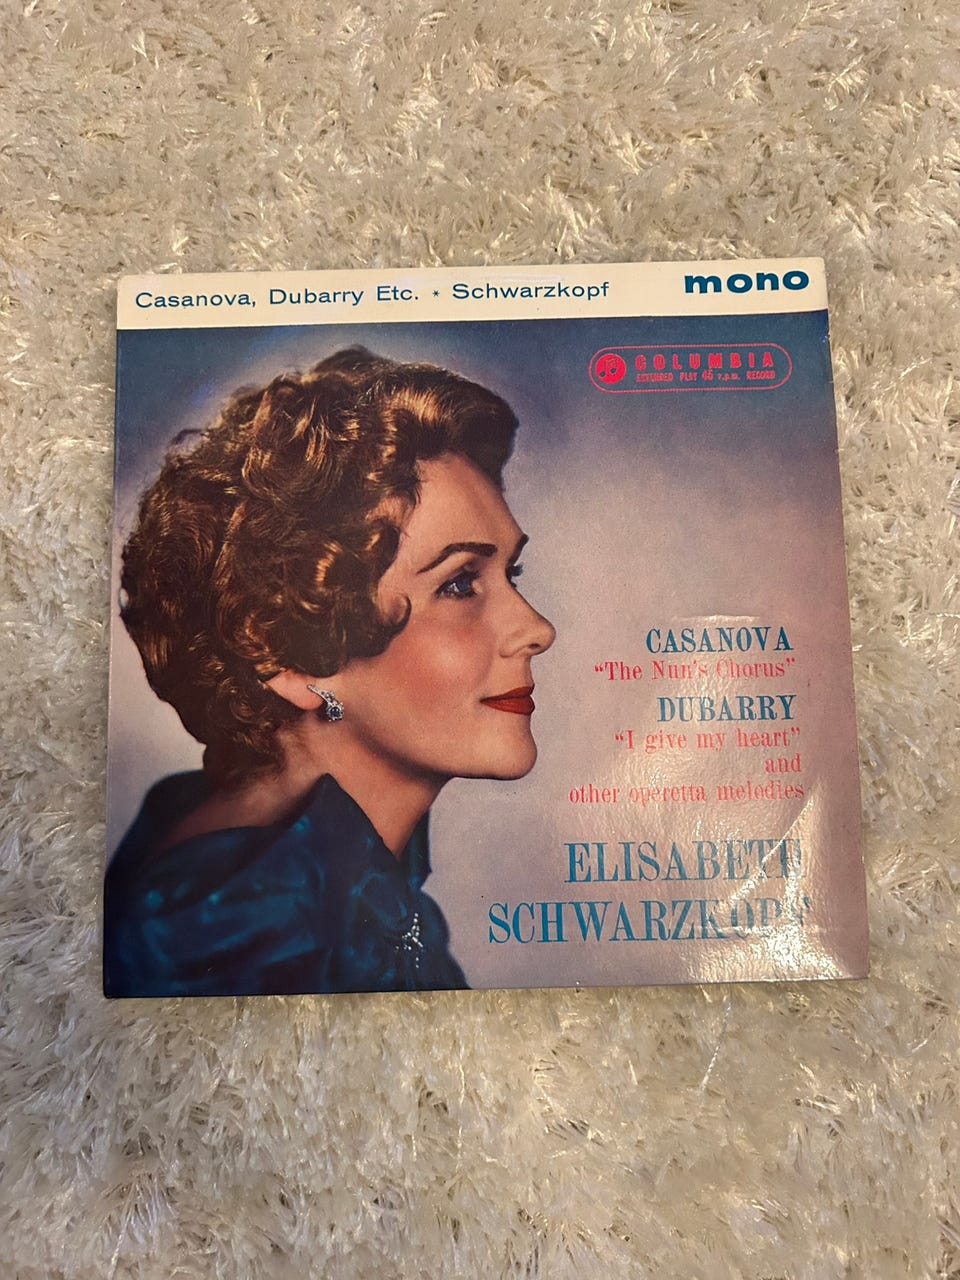 Casanova, Dubarry Etc. * Schwarzkopf mono
COLUMBIA
EXTENDED PLAY 45 r.p.m. RECORD
CASANOVA
“The Nun's Chorus”
DUBARRY
“I give my heart”
and
other operetta melodies
ELISABETH
SCHWARZKOPF